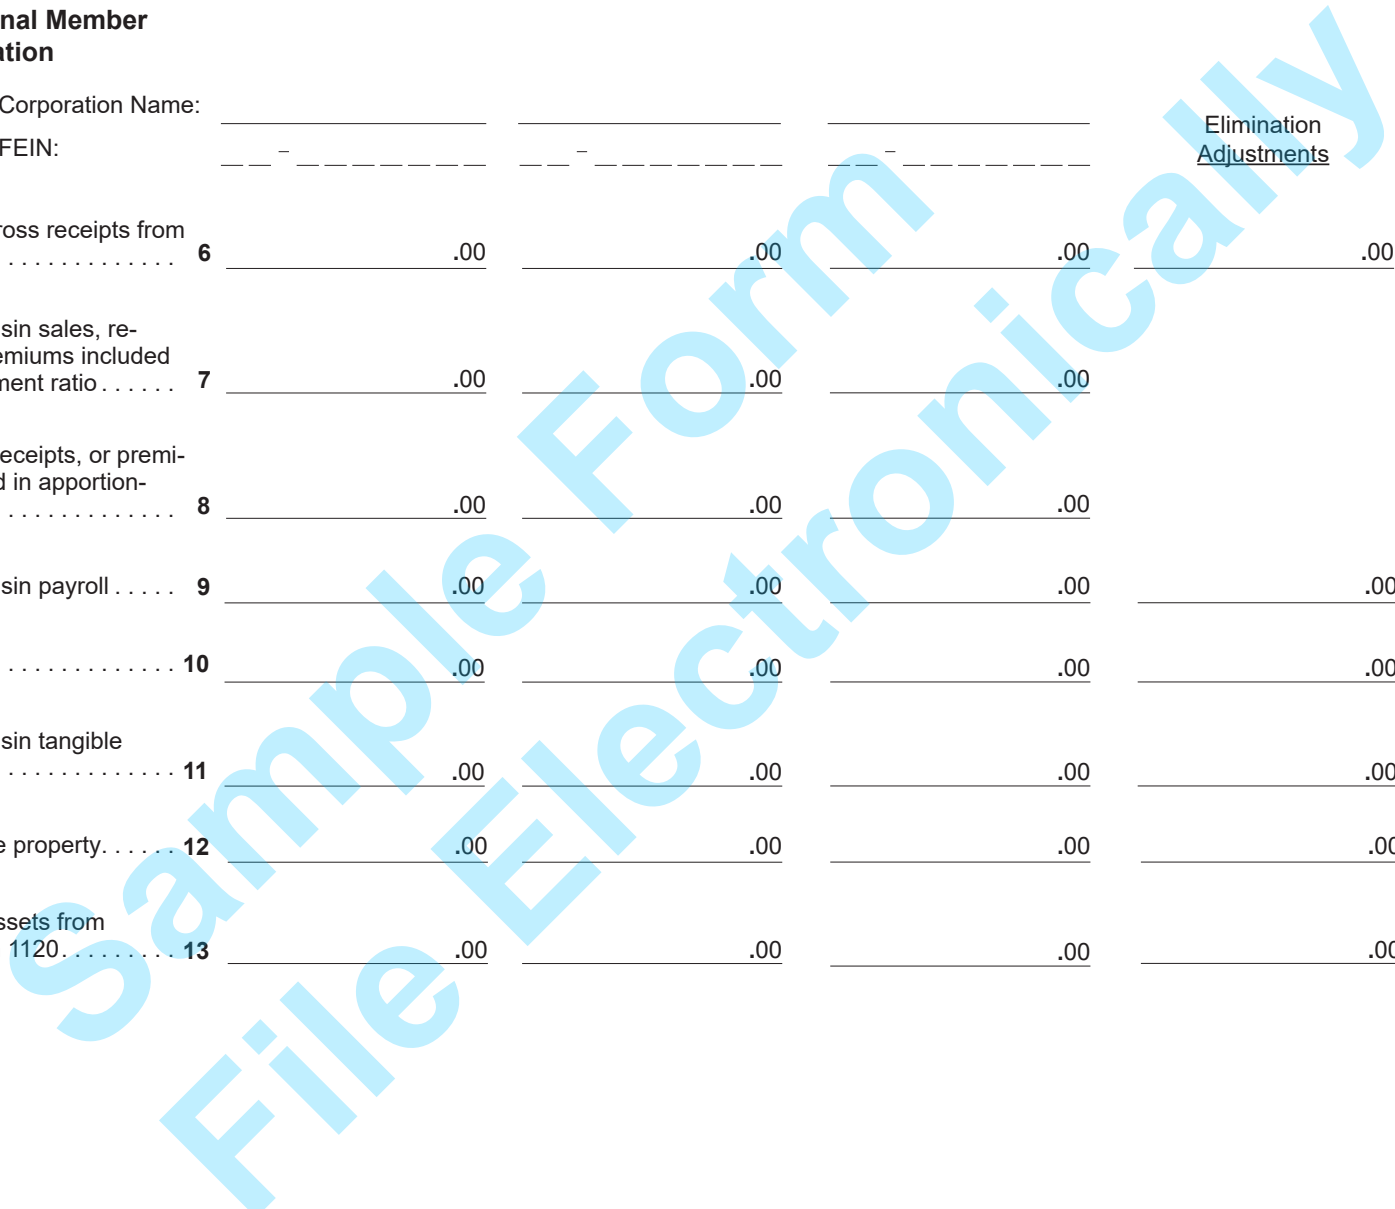 nal Member
ation
Corporation Name:
FEIN: – – –
Elimination
Adjustments
ross receipts from
. . . . . . . . . . . . . . 6 .00 .00 .00 .00
sin sales, re-
emiums included
ment ratio . . . . . . 7 .00 .00 .00
eceipts, or premi-
d in apportion-
. . . . . . . . . . . . . . 8 .00 .00 .00
sin payroll . . . . . 9 .00 .00 .00 .00
. . . . . . . . . . . . . . 10 .00 .00 .00 .00
sin tangible
. . . . . . . . . . . . . . 11 .00 .00 .00 .00
e property. . . . . . 12 .00 .00 .00 .00
ssets from
1120. . . . . . . . . 13 .00 .00 .00 .00
Sample Form
File Electronically